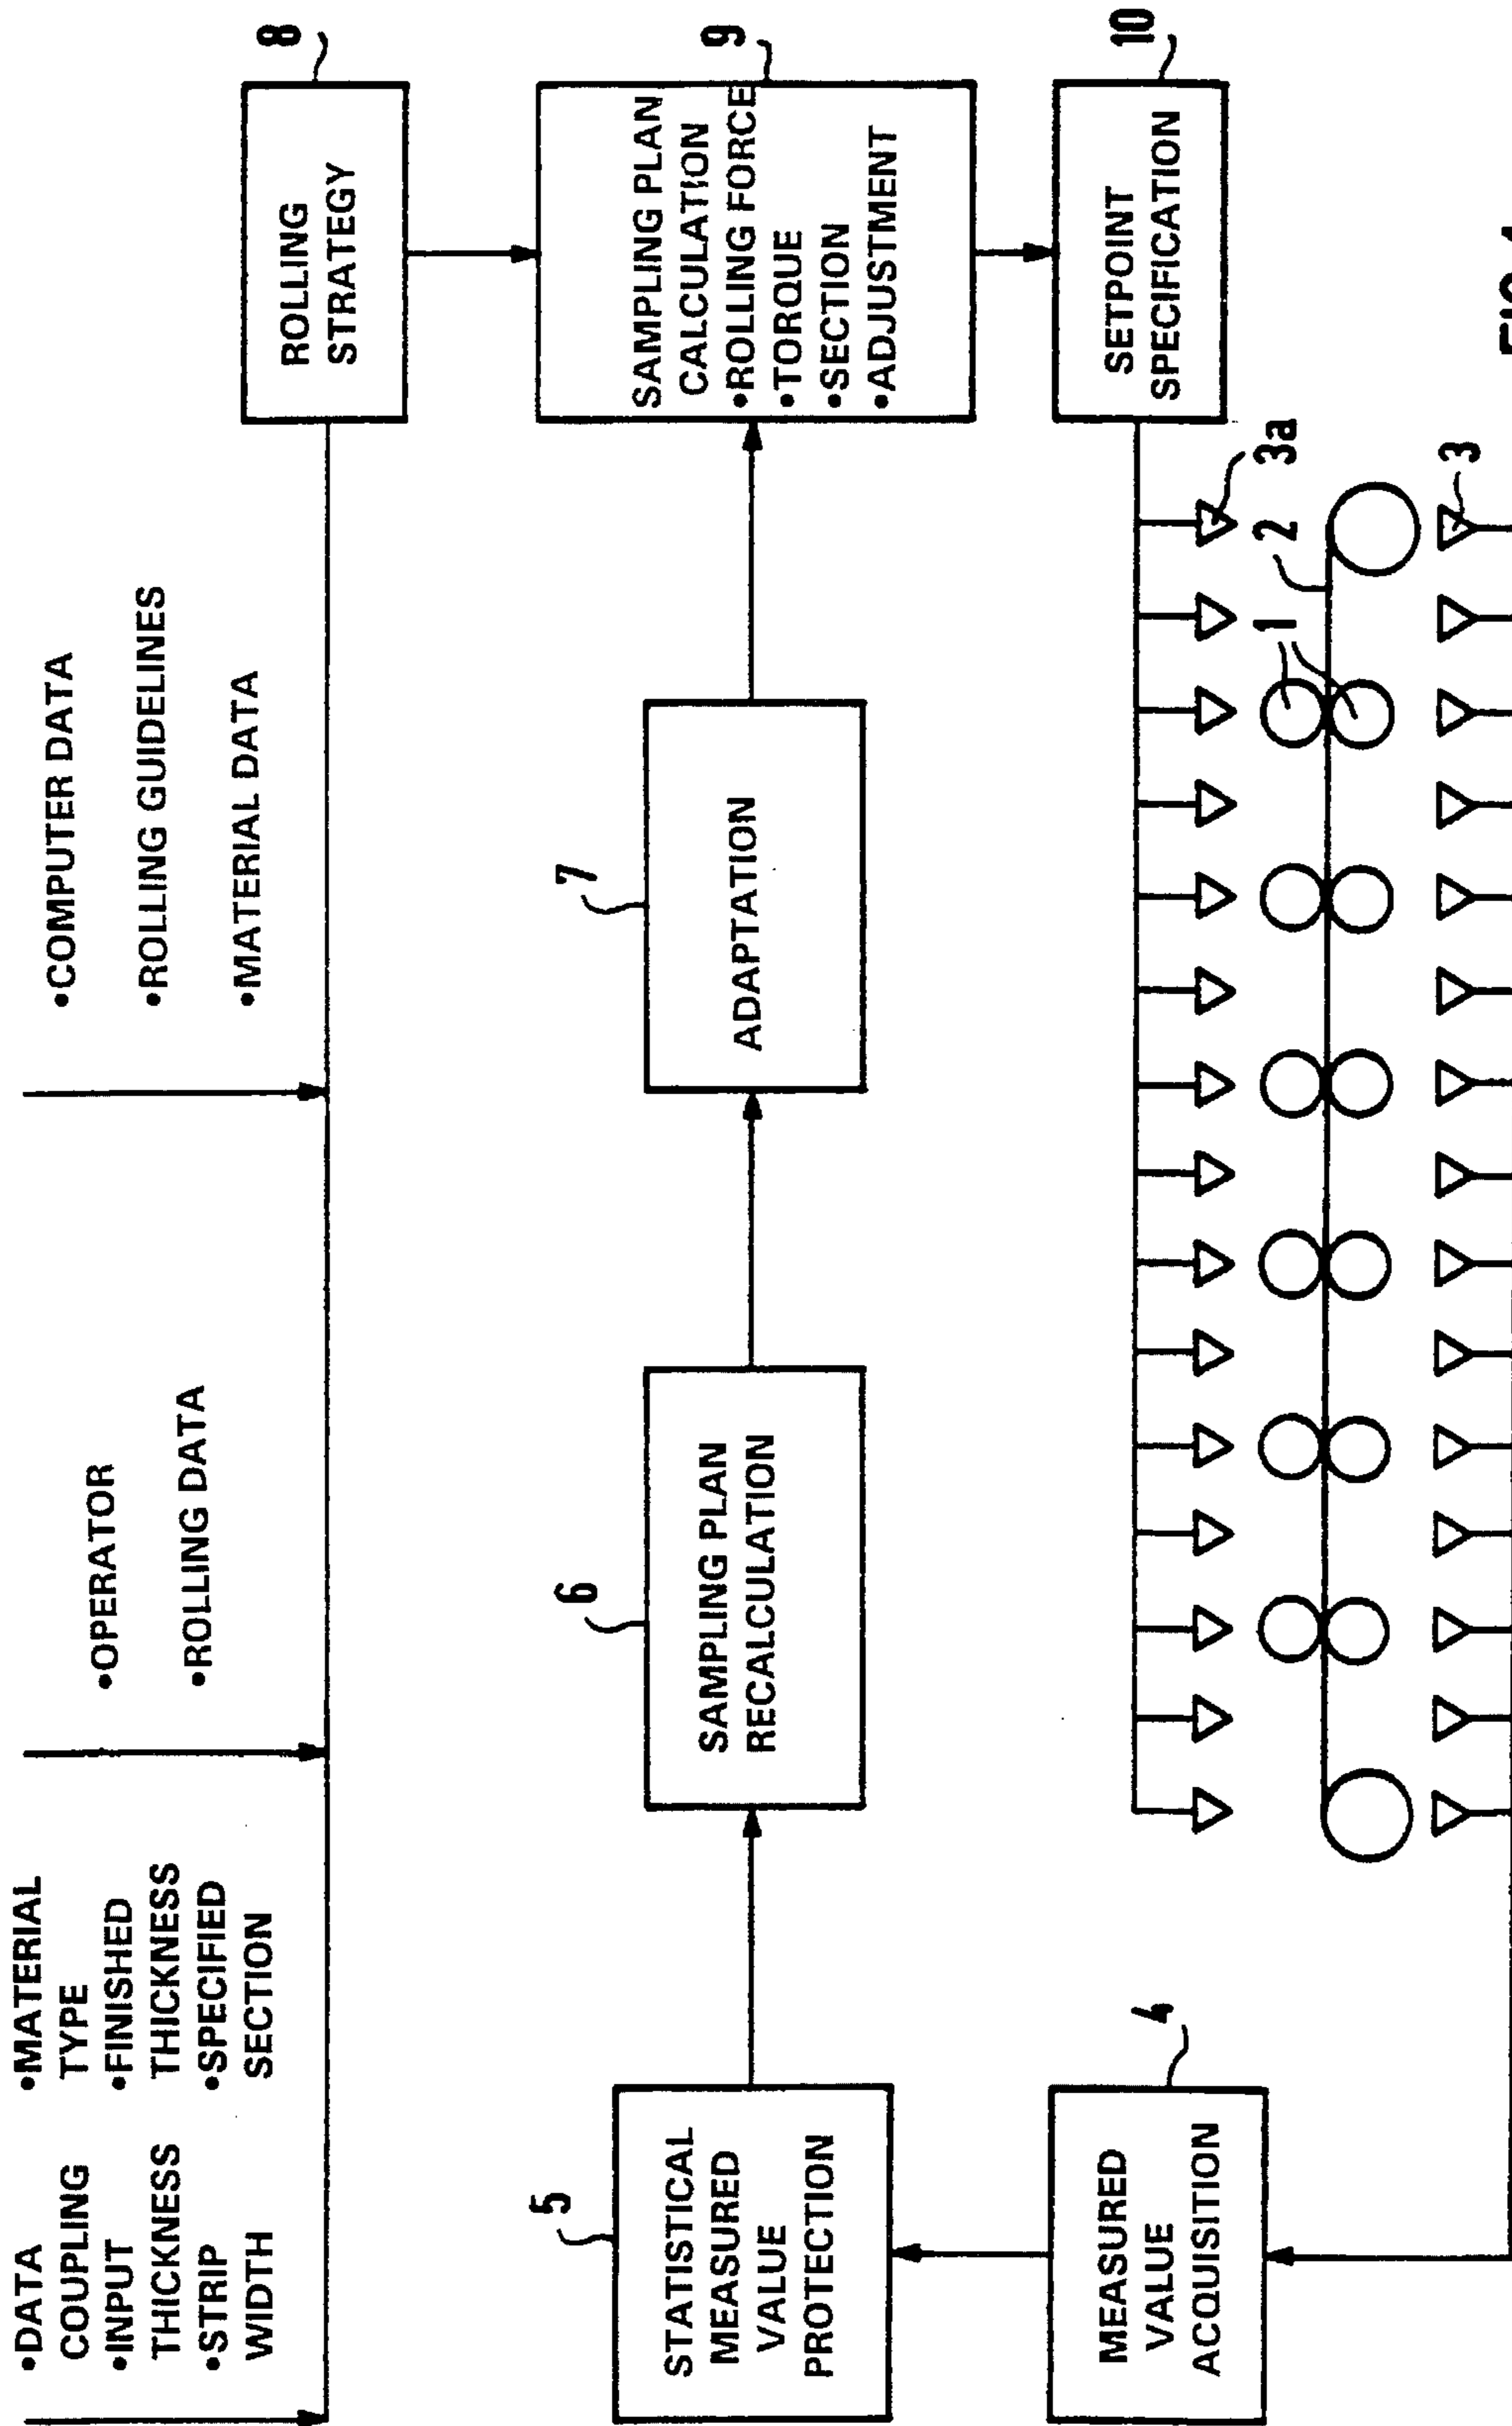 •DATA
COUPLING
•INPUT
THICKNESS
•STRIP
WIDTH
•MATERIAL
TYPE
•FINISHED
THICKNESS
•SPECIFIED
SECTION
•OPERATOR
•ROLLING DATA
•COMPUTER DATA
•ROLLING GUIDELINES
•MATERIAL DATA
8
ROLLING
STRATEGY
5
STATISTICAL
MEASURED
VALUE
PROTECTION
6
SAMPLING PLAN
RECALCULATION
7
ADAPTATION
9
SAMPLING PLAN
CALCULATION
•ROLLING FORCE
•TORQUE
•SECTION
•ADJUSTMENT
4
MEASURED
VALUE
ACQUISITION
10
SETPOINT
SPECIFICATION
3a
1
2
3